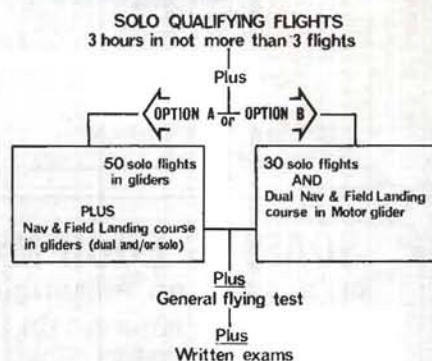 SOLO QUALIFYING FLIGHTS
3 hours in not more than 3 flights
Plus
OPTION A or OPTION B
50 solo flights
in gliders
PLUS
Nav & Field Landing course
in gliders (dual and/or solo)
30 solo flights
AND
Dual Nav & Field Landing
course in Motor glider
Plus
General flying test
Plus
Written exams